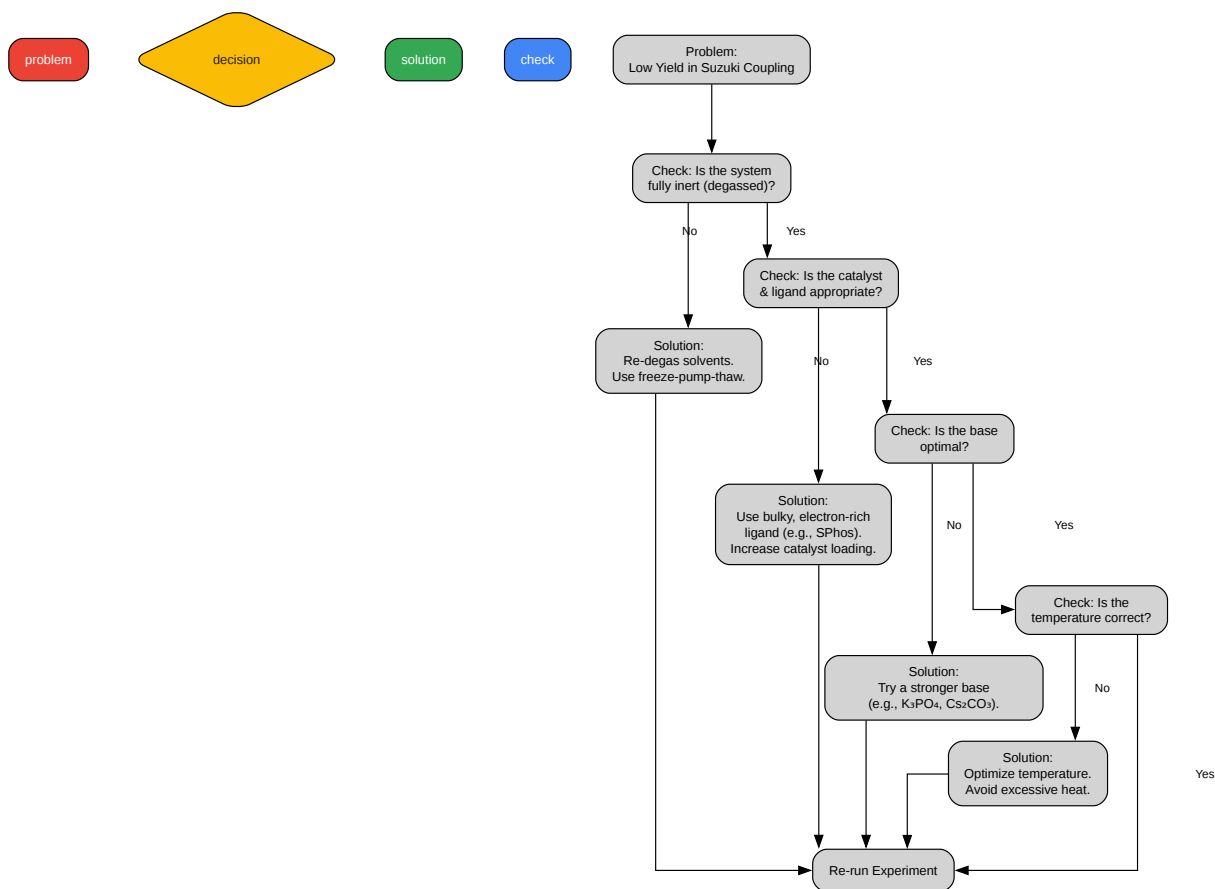 problem
decision
solution
check
Problem:
Low Yield in Suzuki Coupling
Check: Is the system
fully inert (degassed)?
No
Yes
Check: Is the catalyst
& ligand appropriate?
Solution:
Re-degas solvents.
Use freeze-pump-thaw.
No
Yes
Check: Is the base
optimal?
Solution:
Use bulky, electron-rich
ligand (e.g., SPhos).
Increase catalyst loading.
No
Yes
Check: Is the
temperature correct?
Solution:
Try a stronger base
(e.g., K₃PO₄, Cs₂CO₃).
No
Solution:
Optimize temperature.
Avoid excessive heat.
Yes
Re-run Experiment